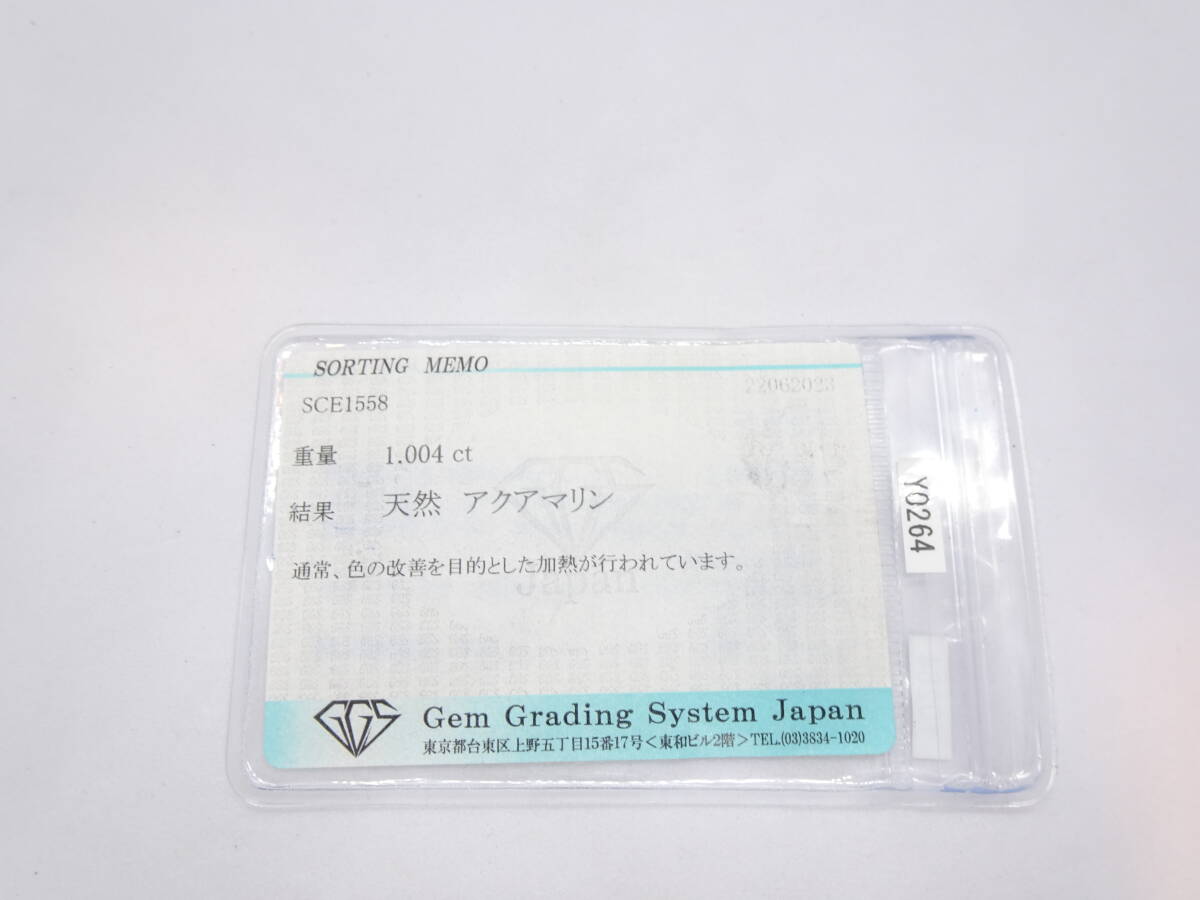 SORTING MEMO
22062023
SCE1558
重量 1.004 ct
結果 天然 アクアマリン
通常、色の改善を目的とした加熱が行われています。
GGS Gem Grading System Japan
東京都台東区上野五丁目15番17号<東和ビル2階>TEL.(03)3834-1020
Y0264